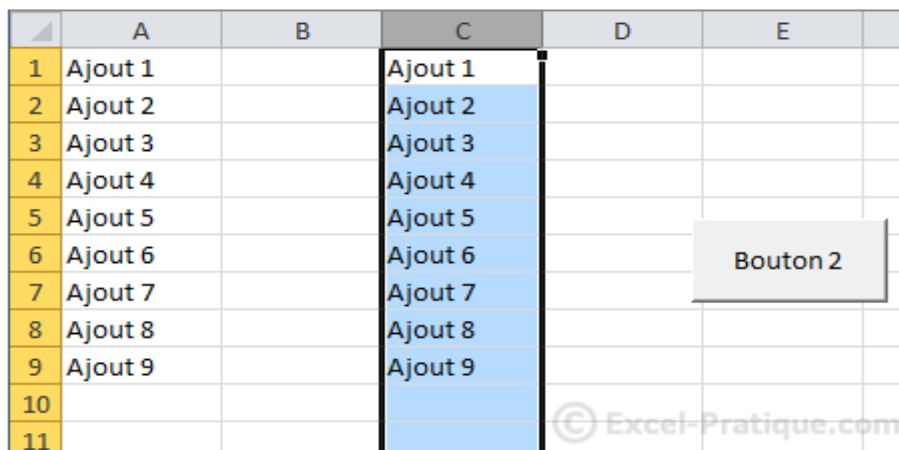 A B C D E
1 Ajout 1 Ajout 1
2 Ajout 2 Ajout 2
3 Ajout 3 Ajout 3
4 Ajout 4 Ajout 4
5 Ajout 5 Ajout 5
6 Ajout 6 Ajout 6 Bouton 2
7 Ajout 7 Ajout 7
8 Ajout 8 Ajout 8
9 Ajout 9 Ajout 9
10 © Excel-Pratique.com
11